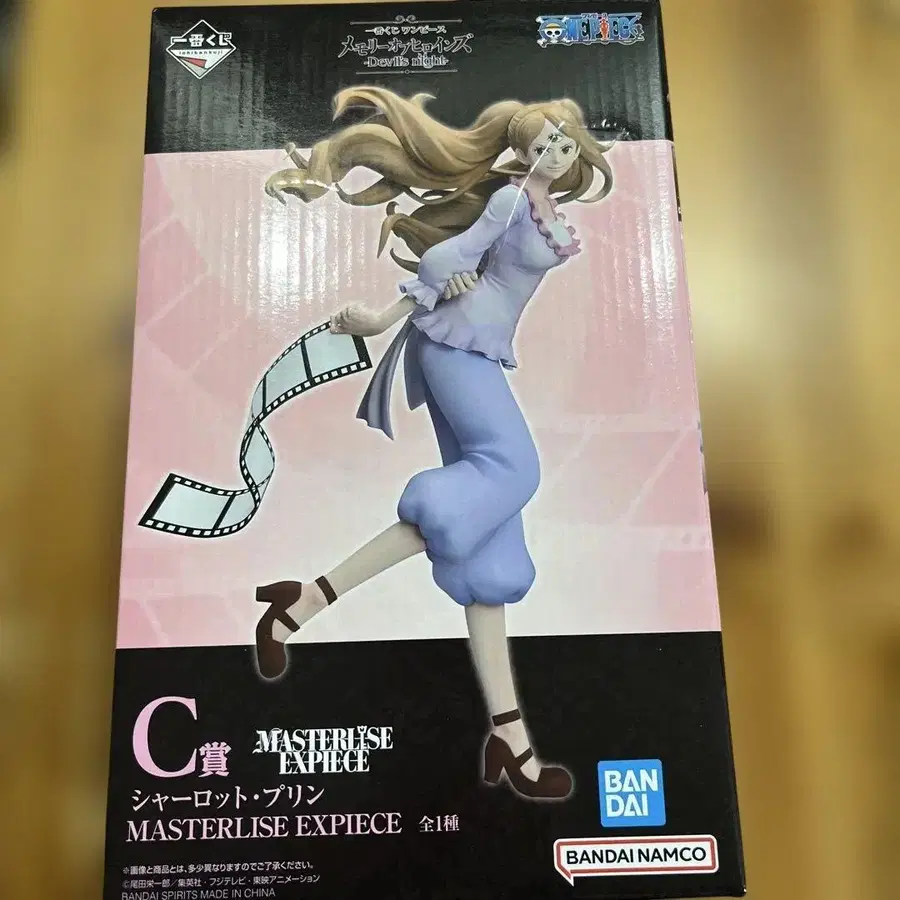 一番くじ
ichibankuji
一番くじ ワンピース
メモリーオブヒロインズ
-Devil's night-
ONE PIECE
C賞
MASTERLISE
EXPIECE
シャーロット・プリン
MASTERLISE EXPIECE 全1種
※画像と商品とは、多少異なりますのでご了承ください。
©尾田栄一郎/集英社・フジテレビ・東映アニメーション
BANDAI SPIRITS MADE IN CHINA
BAN
DAI
BANDAI NAMCO